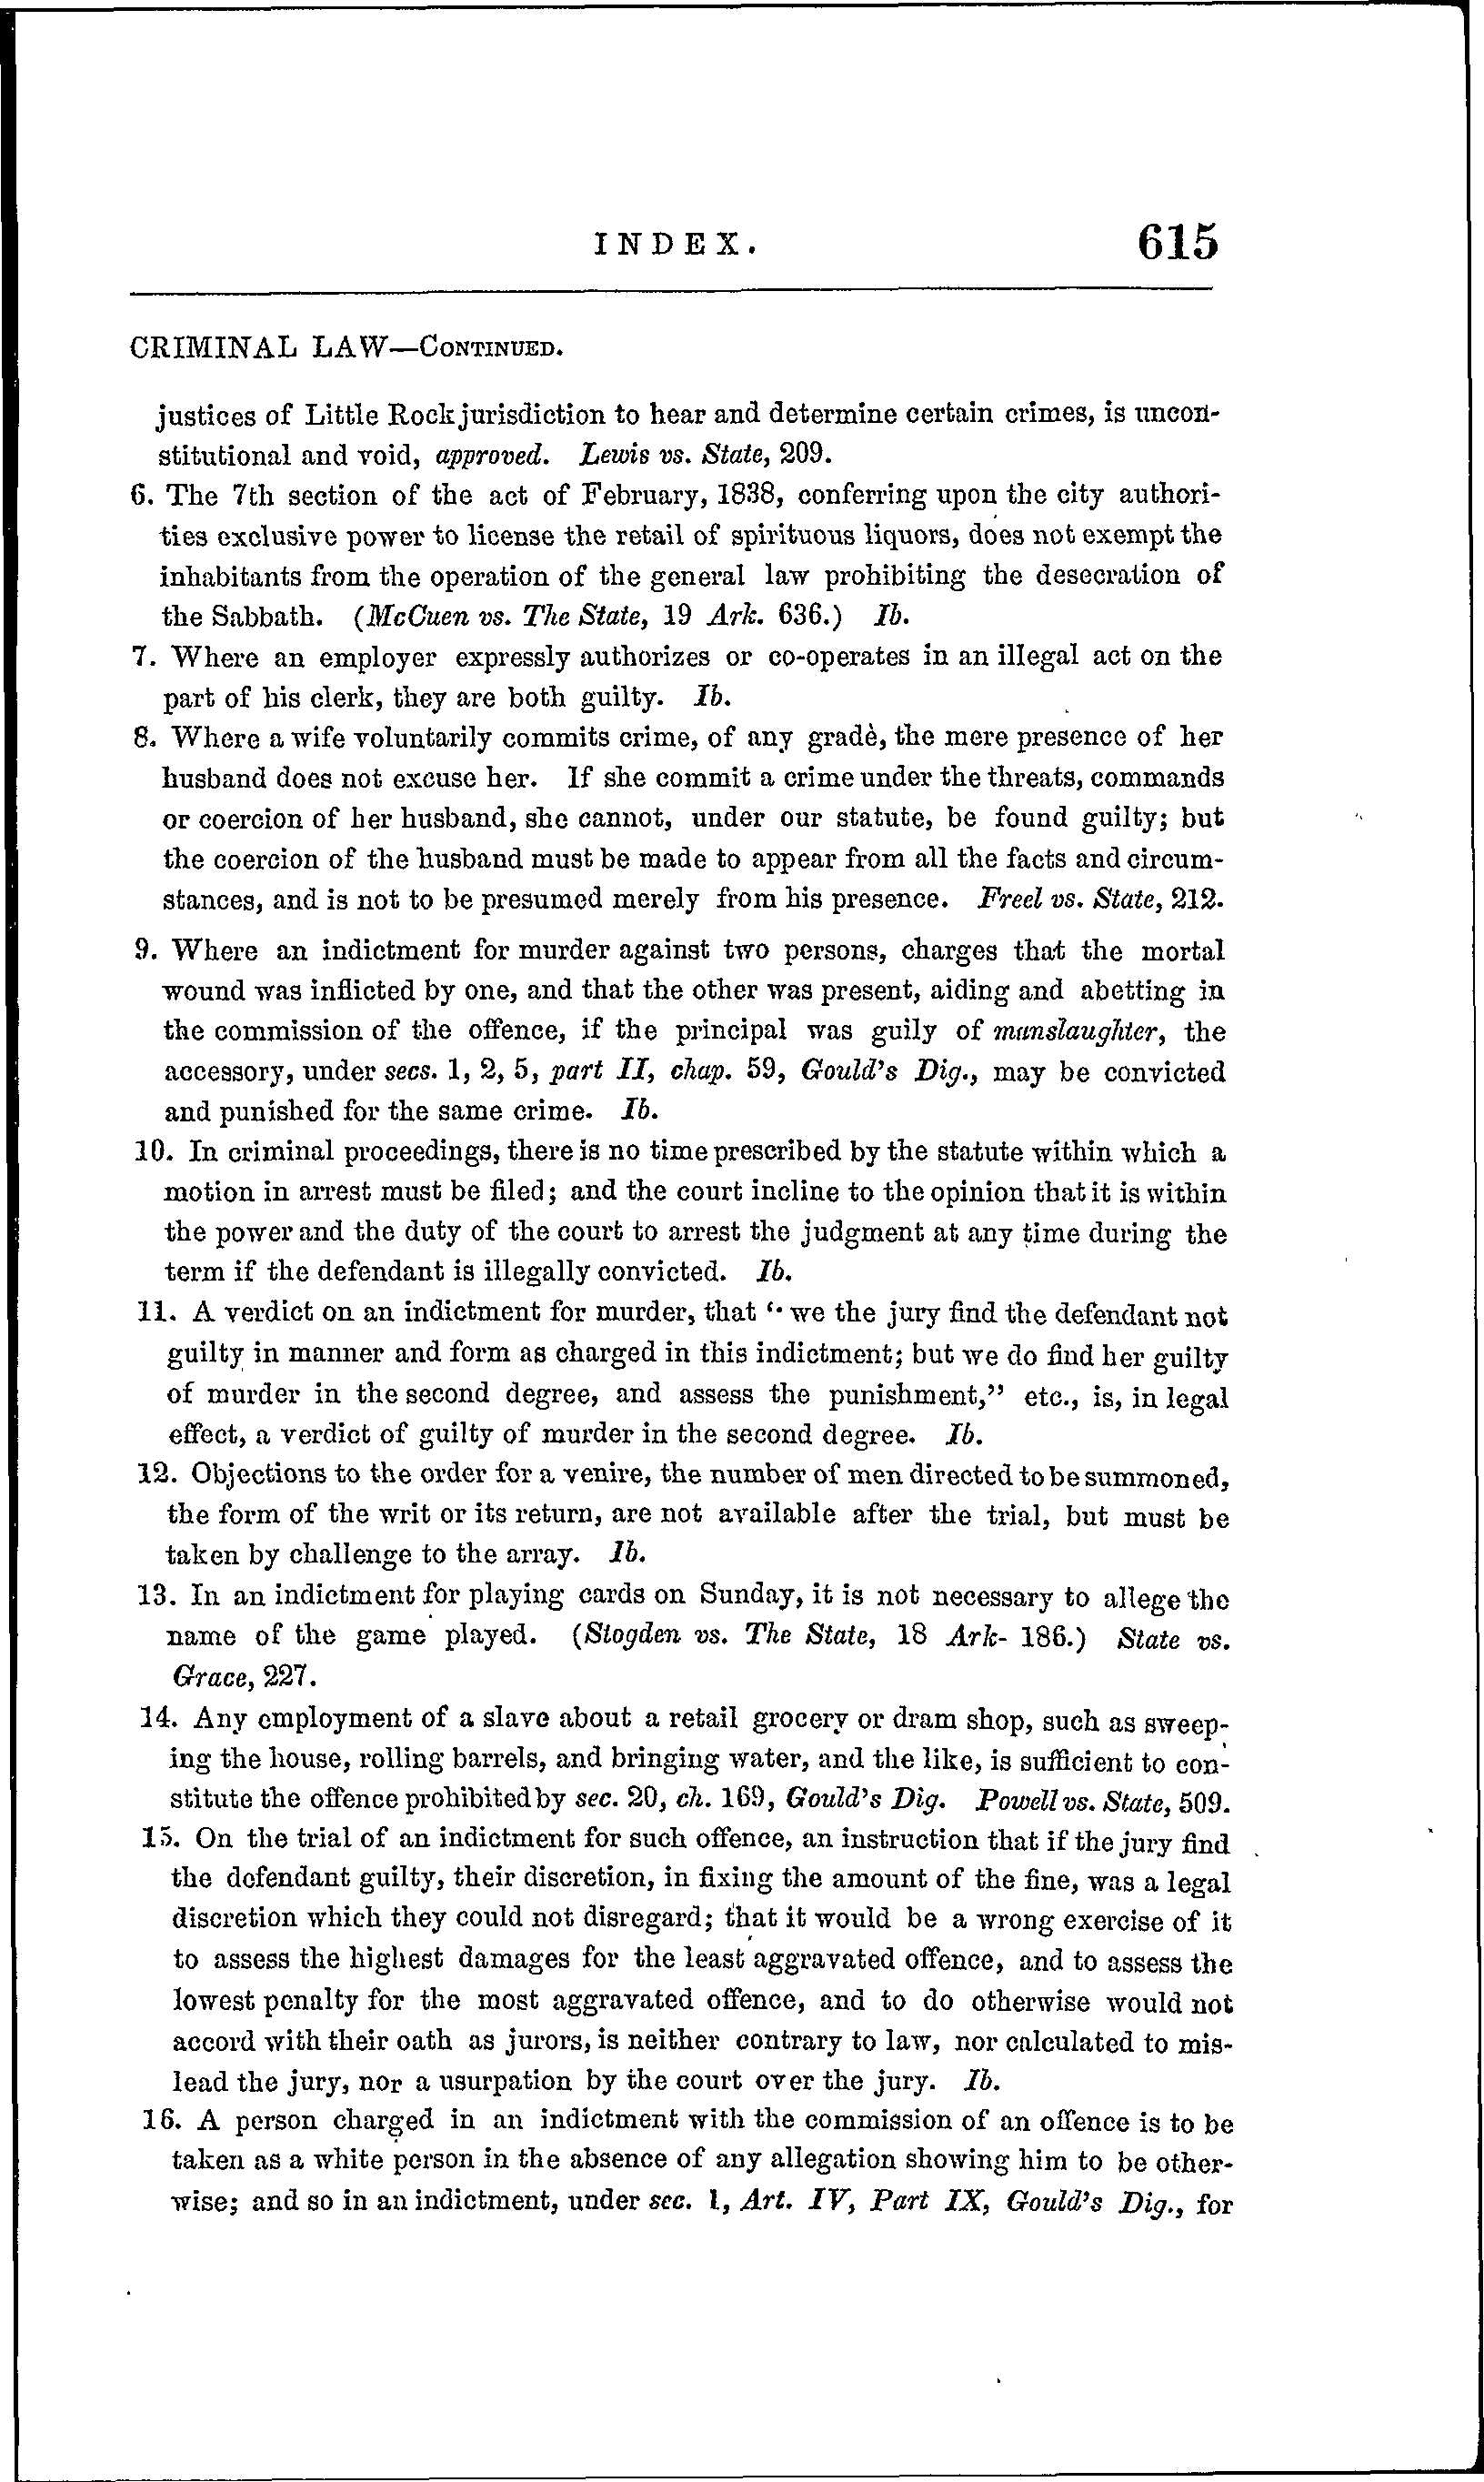 INDEX. 615
CRIMINAL LAW—CONTINUED.
justices of Little Rock jurisdiction to hear and determine certain crimes, is uncon-
stitutional and void, approved. Lewis vs. State, 209.
6. The 7th section of the act of February, 1838, conferring upon the city authori-
ties exclusive power to license the retail of spirituous liquors, does not exempt the
inhabitants from the operation of the general law prohibiting the desecration of
the Sabbath. (McCuen vs. The State, 19 Ark. 636.) Ib.
7. Where an employer expressly authorizes or co-operates in an illegal act on the
part of his clerk, they are both guilty. Ib.
8. Where a wife voluntarily commits crime, of any gradè, the mere presence of her
husband does not excuse her. If she commit a crime under the threats, commands
or coercion of her husband, she cannot, under our statute, be found guilty; but
the coercion of the husband must be made to appear from all the facts and circum-
stances, and is not to be presumed merely from his presence. Freel vs. State, 212.
9. Where an indictment for murder against two persons, charges that the mortal
wound was inflicted by one, and that the other was present, aiding and abetting in
the commission of the offence, if the principal was guily of manslaughter, the
accessory, under secs. 1, 2, 5, part II, chap. 59, Gould's Dig., may be convicted
and punished for the same crime. Ib.
10. In criminal proceedings, there is no time prescribed by the statute within which a
motion in arrest must be filed; and the court incline to the opinion that it is within
the power and the duty of the court to arrest the judgment at any time during the
term if the defendant is illegally convicted. Ib.
11. A verdict on an indictment for murder, that "we the jury find the defendant not
guilty in manner and form as charged in this indictment; but we do find her guilty
of murder in the second degree, and assess the punishment," etc., is, in legal
effect, a verdict of guilty of murder in the second degree. Ib.
12. Objections to the order for a venire, the number of men directed to be summoned,
the form of the writ or its return, are not available after the trial, but must be
taken by challenge to the array. Ib.
13. In an indictment for playing cards on Sunday, it is not necessary to allege the
name of the game played. (Stogden vs. The State, 18 Ark- 186.) State vs.
Grace, 227.
14. Any employment of a slave about a retail grocery or dram shop, such as sweep-
ing the house, rolling barrels, and bringing water, and the like, is sufficient to con-
stitute the offence prohibited by sec. 20, ch. 169, Gould's Dig. Powell vs. State, 509.
15. On the trial of an indictment for such offence, an instruction that if the jury find
the defendant guilty, their discretion, in fixing the amount of the fine, was a legal
discretion which they could not disregard; that it would be a wrong exercise of it
to assess the highest damages for the least aggravated offence, and to assess the
lowest penalty for the most aggravated offence, and to do otherwise would not
accord with their oath as jurors, is neither contrary to law, nor calculated to mis-
lead the jury, nor a usurpation by the court over the jury. Ib.
16. A person charged in an indictment with the commission of an offence is to be
taken as a white person in the absence of any allegation showing him to be other-
wise; and so in an indictment, under sec. 1, Art. IV, Part IX, Gould's Dig., for